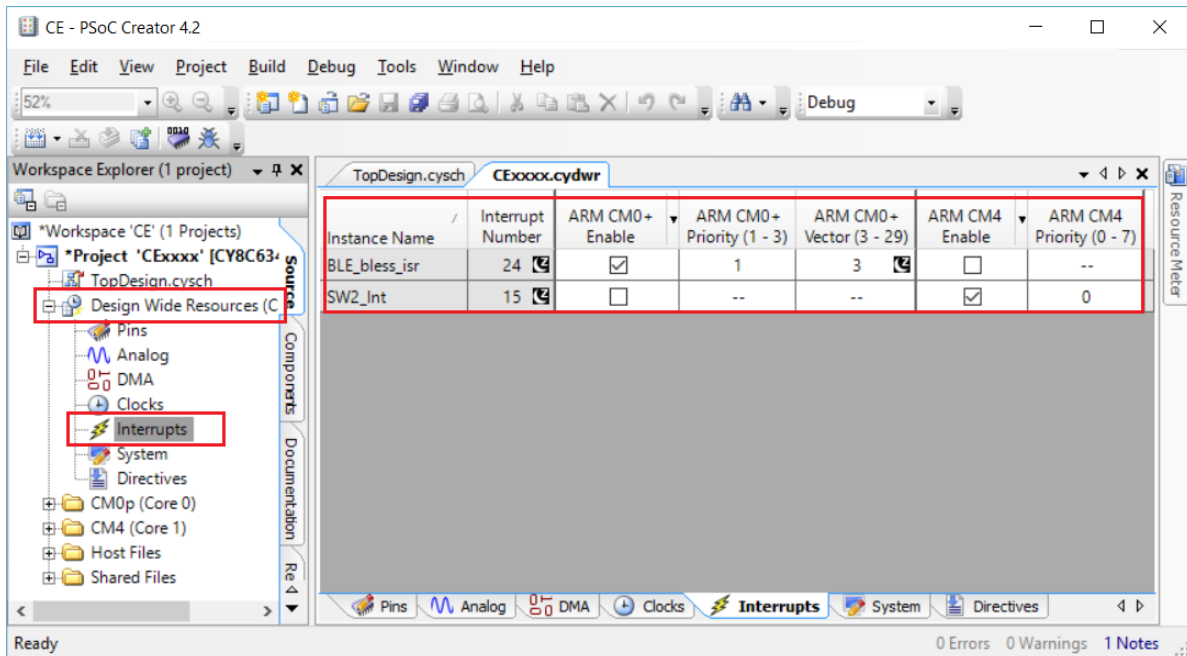 CE - PSoC Creator 4.2
File Edit View Project Build Debug Tools Window Help
52%
Debug
Workspace Explorer (1 project)
*Workspace 'CE' (1 Projects)
*Project 'CExxxx' [CY8C634
TopDesign.cysch
Design Wide Resources (C
Pins
Analog
DMA
Clocks
Interrupts
System
Directives
CM0p (Core 0)
CM4 (Core 1)
Host Files
Shared Files
Source
Components
Documentation
Re
TopDesign.cysch CExxxx.cydwr
Instance Name Interrupt Number ARM CM0+ Enable ARM CM0+ Priority (1 - 3) ARM CM0+ Vector (3 - 29) ARM CM4 Enable ARM CM4 Priority (0 - 7)
BLE_bless_isr 24 1 3 --
SW2_Int 15 -- -- 0
Pins Analog DMA Clocks Interrupts System Directives
Resource Meter
Ready 0 Errors 0 Warnings 1 Notes